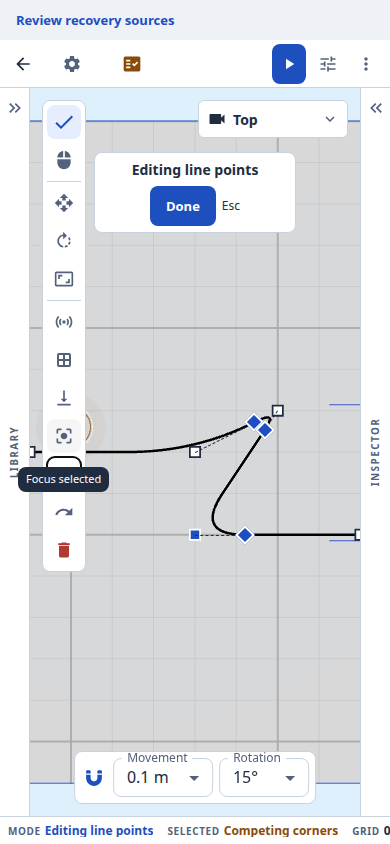 Review recovery sources
Top
Editing line points
Done Esc
LIBRARY
INSPECTOR
Focus selected
Movement
0.1 m
Rotation
15°
MODE Editing line points SELECTED Competing corners GRID 0